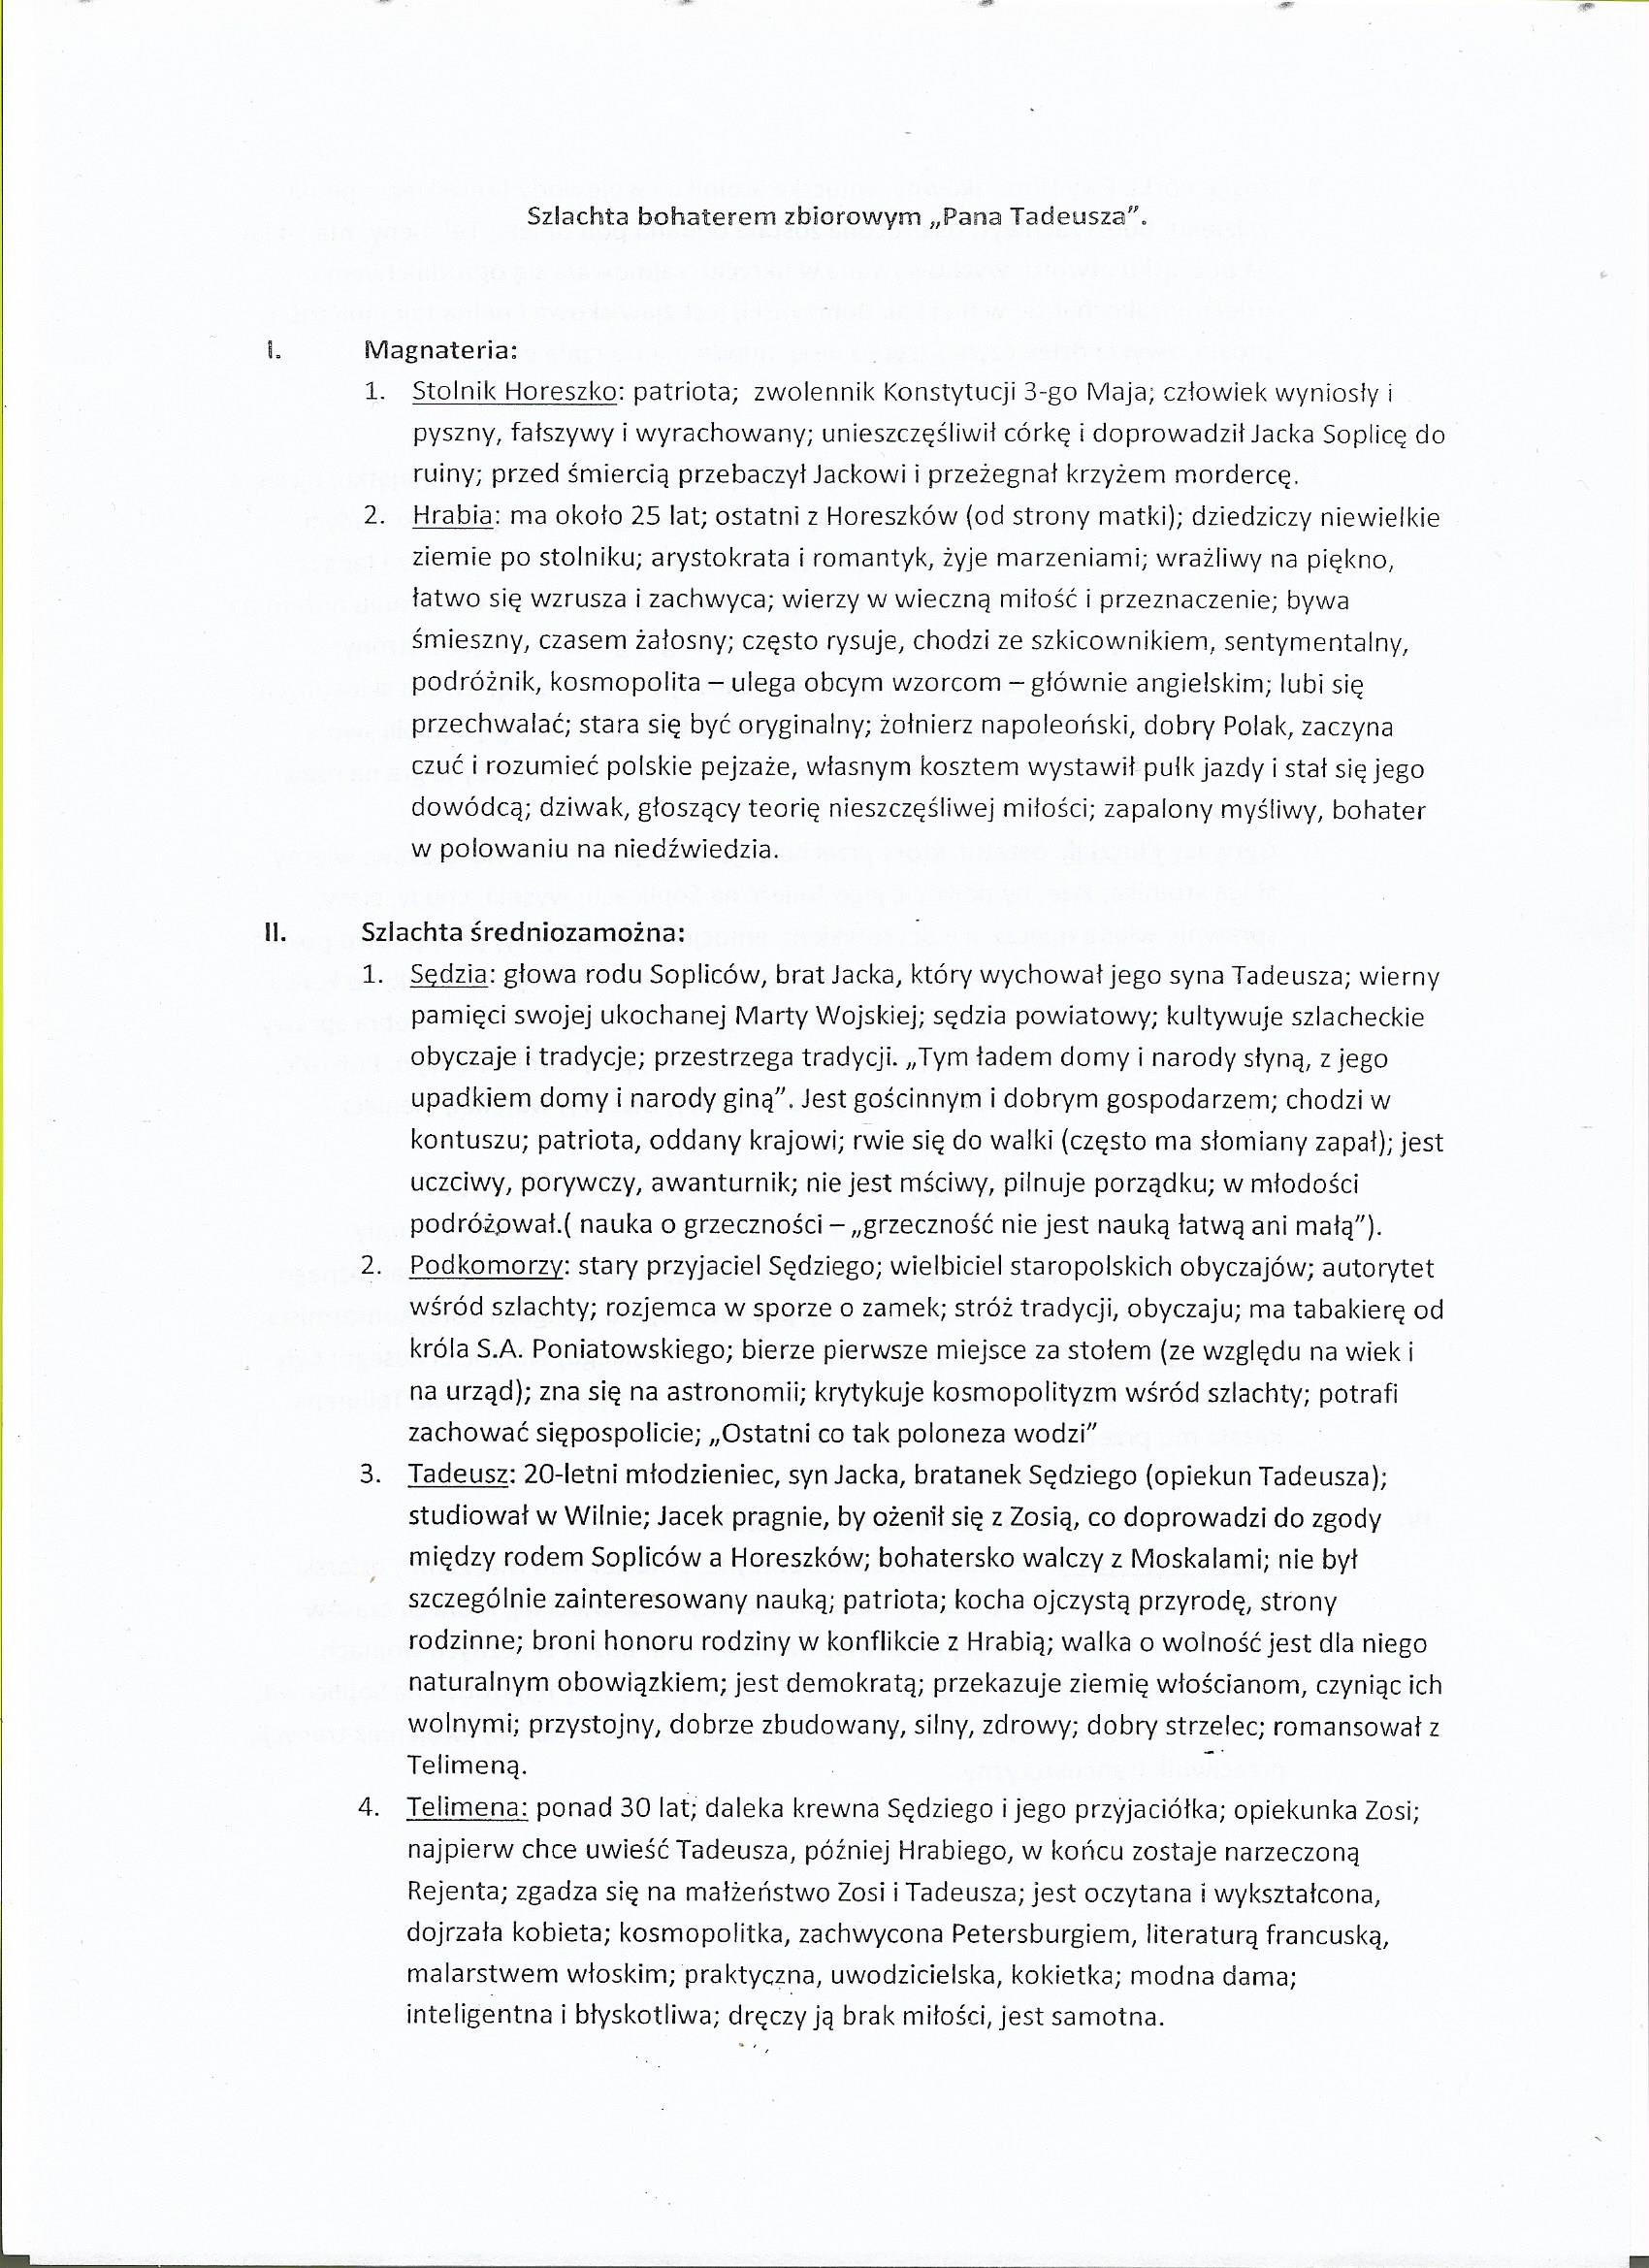 Szlachta bohaterem zbiorowym „Pana Tadeusza".
I. Magnateria:
1. Stolnik Horeszko: patriota; zwolennik Konstytucji 3-go Maja; człowiek wyniosły i
pyszny, fałszywy i wyrachowany; unieszczęśliwił córkę i doprowadził Jacka Soplicę do
ruiny; przed śmiercią przebaczył Jackowi i przeżegnał krzyżem mordercę.
2. Hrabia: ma około 25 lat; ostatni z Horeszków (od strony matki); dziedziczy niewielkie
ziemie po stolniku; arystokrata i romantyk, żyje marzeniami; wrażliwy na piękno,
łatwo się wzrusza i zachwyca; wierzy w wieczną miłość i przeznaczenie; bywa
śmieszny, czasem żałosny; często rysuje, chodzi ze szkicownikiem, sentymentalny,
podróżnik, kosmopolita – ulega obcym wzorcom – głównie angielskim; lubi się
przechwalać; stara się być oryginalny; żołnierz napoleoński, dobry Polak, zaczyna
czuć i rozumieć polskie pejzaże, własnym kosztem wystawił pułk jazdy i stał się jego
dowódcą; dziwak, głoszący teorię nieszczęśliwej miłości; zapalony myśliwy, bohater
w polowaniu na niedźwiedzia.
II. Szlachta średniozamożna:
1. Sędzia: głowa rodu Sopliców, brat Jacka, który wychował jego syna Tadeusza; wierny
pamięci swojej ukochanej Marty Wojskiej; sędzia powiatowy; kultywuje szlacheckie
obyczaje i tradycje; przestrzega tradycji. „Tym ładem domy i narody słyną, z jego
upadkiem domy i narody giną". Jest gościnnym i dobrym gospodarzem; chodzi w
kontuszu; patriota, oddany krajowi; rwie się do walki (często ma słomiany zapał); jest
uczciwy, porywczy, awanturnik; nie jest mściwy, pilnuje porządku; w młodości
podróżował.( nauka o grzeczności – „grzeczność nie jest nauką łatwą ani małą").
2. Podkomorzy: stary przyjaciel Sędziego; wielbiciel staropolskich obyczajów; autorytet
wśród szlachty; rozjemca w sporze o zamek; stróż tradycji, obyczaju; ma tabakierę od
króla S.A. Poniatowskiego; bierze pierwsze miejsce za stołem (ze względu na wiek i
na urząd); zna się na astronomii; krytykuje kosmopolityzm wśród szlachty; potrafi
zachować siępospolicie; „Ostatni co tak poloneza wodzi"
3. Tadeusz: 20-letni młodzieniec, syn Jacka, bratanek Sędziego (opiekun Tadeusza);
studiował w Wilnie; Jacek pragnie, by ożenił się z Zosią, co doprowadzi do zgody
między rodem Sopliców a Horeszków; bohatersko walczy z Moskalami; nie był
szczególnie zainteresowany nauką; patriota; kocha ojczystą przyrodę, strony
rodzinne; broni honoru rodziny w konflikcie z Hrabią; walka o wolność jest dla niego
naturalnym obowiązkiem; jest demokratą; przekazuje ziemię włościanom, czyniąc ich
wolnymi; przystojny, dobrze zbudowany, silny, zdrowy; dobry strzelec; romansował z
Telimeną.
4. Telimena: ponad 30 lat; daleka krewna Sędziego i jego przyjaciółka; opiekunka Zosi;
najpierw chce uwieść Tadeusza, później Hrabiego, w końcu zostaje narzeczoną
Rejenta; zgadza się na małżeństwo Zosi i Tadeusza; jest oczytana i wykształcona,
dojrzała kobieta; kosmopolitka, zachwycona Petersburgiem, literaturą francuską,
malarstwem włoskim; praktyczna, uwodzicielska, kokietka; modna dama;
inteligentna i błyskotliwa; dręczy ją brak miłości, jest samotna.